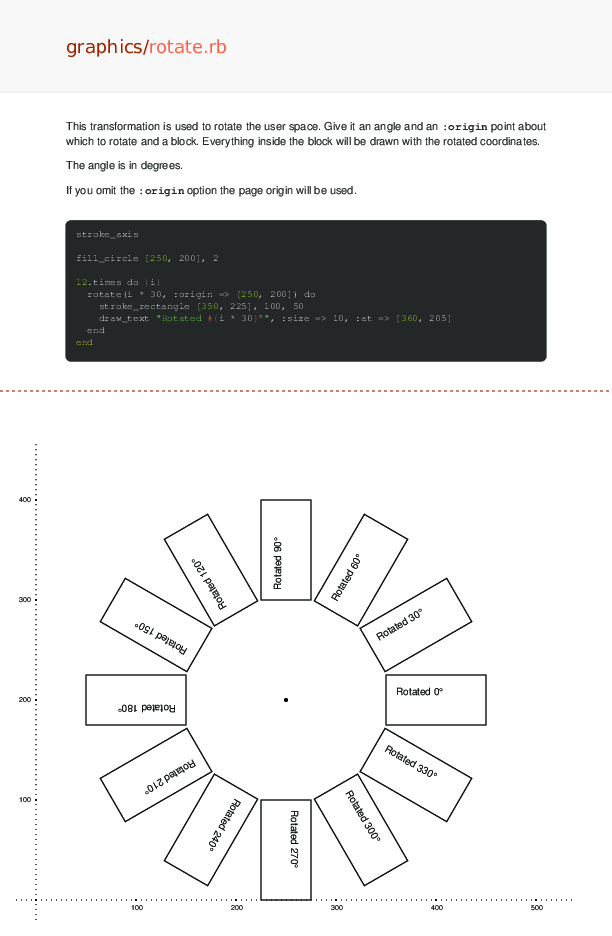 graphics/rotate.rb
This transformation is used to rotate the user space. Give it an angle and an :origin point about
which to rotate and a block. Everything inside the block will be drawn with the rotated coordinates.
The angle is in degrees.
If you omit the :origin option the page origin will be used.
stroke_axis
fill_circle [250, 200], 2
12.times do |i|
rotate(i * 30, :origin => [250, 200]) do
stroke_rectangle [350, 225], 100, 50
draw_text "Rotated #{i * 30}°", :size => 10, :at => [360, 205]
end
end
400
300
200
100
100
200
300
400
500
Rotated 90°
Rotated 120°
Rotated 60°
Rotated 150°
Rotated 30°
Rotated 180°
Rotated 0°
Rotated 210°
Rotated 330°
Rotated 240°
Rotated 300°
Rotated 270°